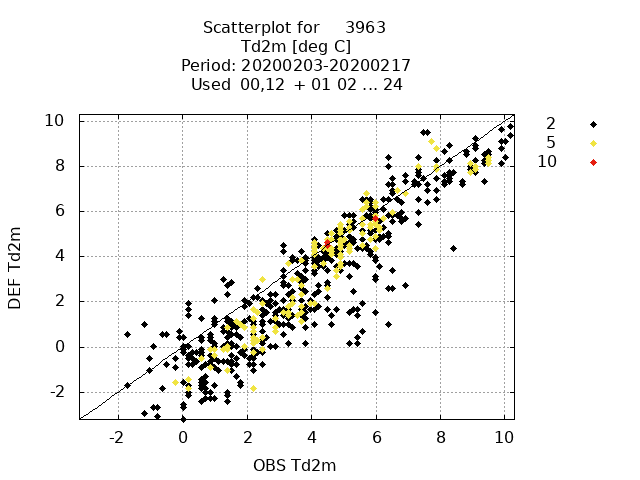 Scatterplot for 3963
Td2m [deg C]
Period: 20200203-20200217
Used 00,12 + 01 02 ... 24
10
8
6
4
2
0
-2
DEF Td2m
-2 0 2 4 6 8 10
OBS Td2m
2
5
10